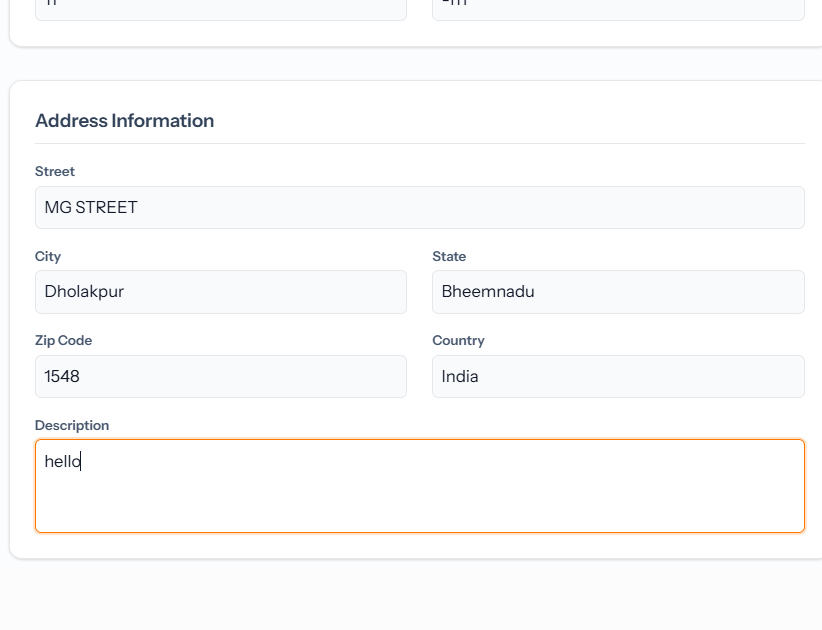 Address Information
Street
MG STREET
City
State
Dholakpur
Bheemnadu
Zip Code
Country
1548
India
Description
hello